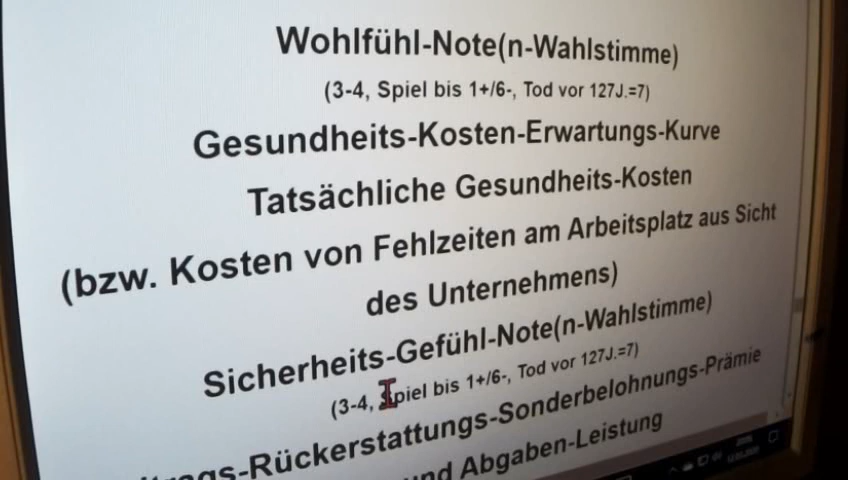 Wohlfühl-Note(n-Wahlstimme)
(3-4, Spiel bis 1+/6-, Tod vor 127J.=7)
Gesundheits-Kosten-Erwartungs-Kurve
Tatsächliche Gesundheits-Kosten
(bzw. Kosten von Fehlzeiten am Arbeitsplatz aus Sicht
des Unternehmens)
Sicherheits-Gefühl-Note(n-Wahlstimme)
(3-4, Spiel bis 1+/6-, Tod vor 127J.=7)
-Rückerstattungs-Sonderbelohnungs-Prämie
und Abgaben-Leistung